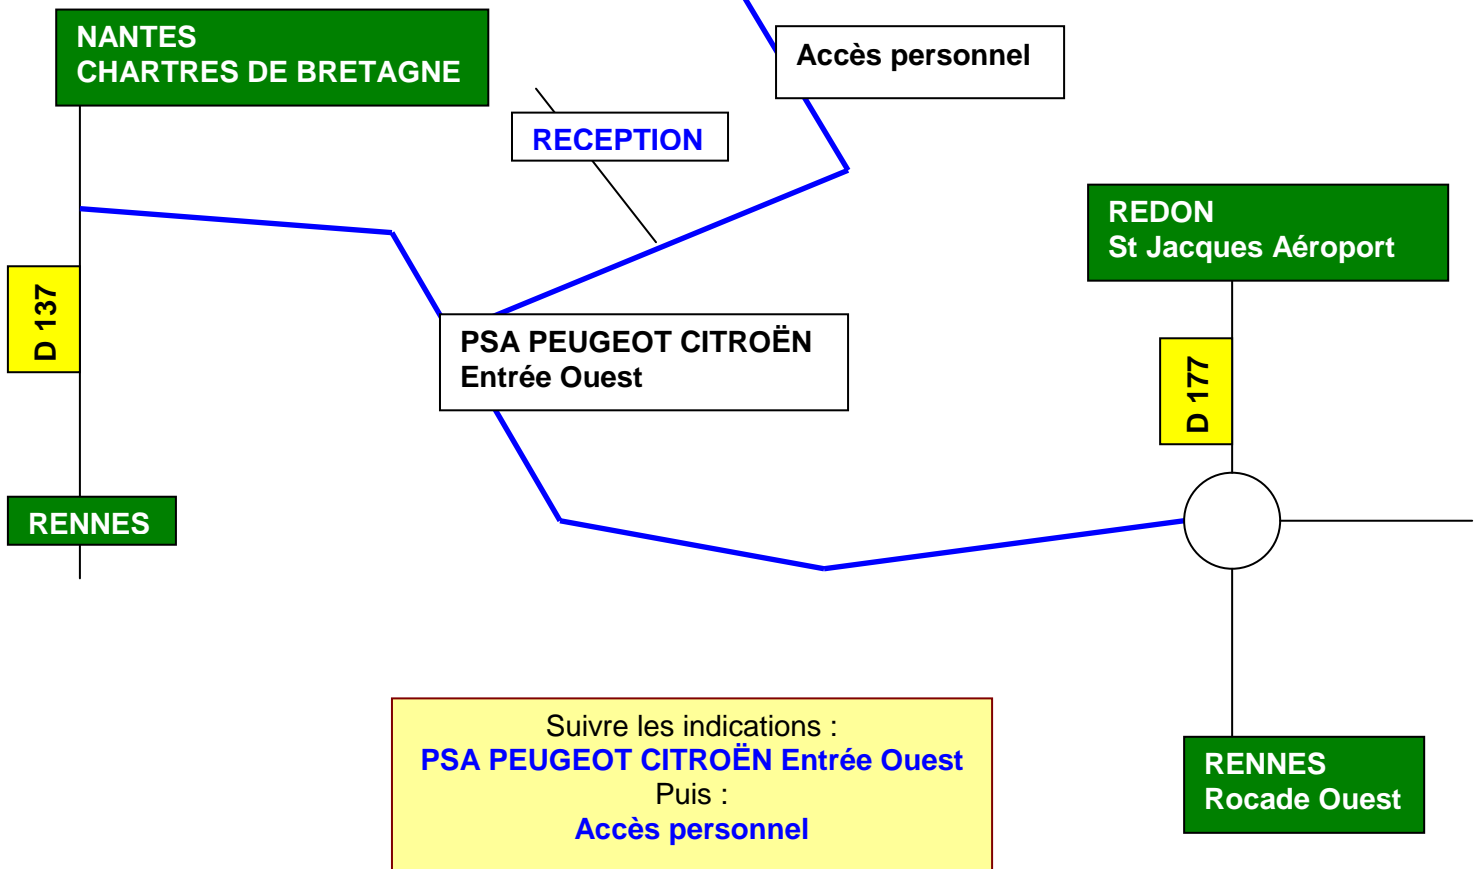 NANTES
CHARTRES DE BRETAGNE
Accès personnel
RECEPTION
REDON
St Jacques Aéroport
D 137
PSA PEUGEOT CITROËN
Entrée Ouest
D 177
RENNES
Suivre les indications :
PSA PEUGEOT CITROËN Entrée Ouest
Puis :
Accès personnel
RENNES
Rocade Ouest